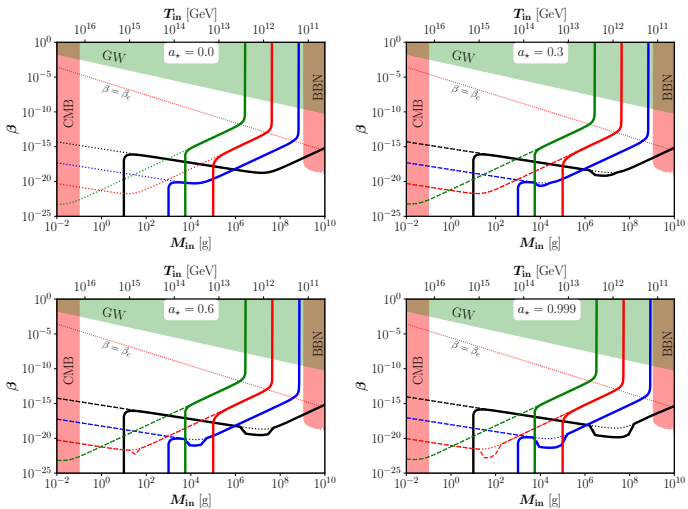 T_in [GeV] T_in [GeV]
10^16 10^15 10^14 10^13 10^12 10^11 10^16 10^15 10^14 10^13 10^12 10^11
10^0 GW a⋆ = 0.0 BBN 10^0 GW a⋆ = 0.3 BBN
10^−5 β = β_c 10^−5 β = β_c
β 10^−10 CMB β 10^−10 CMB
10^−15 10^−15
10^−20 10^−20
10^−25 10^−25
10^−2 10^0 10^2 10^4 10^6 10^8 10^10 10^−2 10^0 10^2 10^4 10^6 10^8 10^10
M_in [g] M_in [g]
T_in [GeV] T_in [GeV]
10^16 10^15 10^14 10^13 10^12 10^11 10^16 10^15 10^14 10^13 10^12 10^11
10^0 GW a⋆ = 0.6 BBN 10^0 GW a⋆ = 0.999 BBN
10^−5 β = β_c 10^−5 β = β_c
β 10^−10 CMB β 10^−10 CMB
10^−15 10^−15
10^−20 10^−20
10^−25 10^−25
10^−2 10^0 10^2 10^4 10^6 10^8 10^10 10^−2 10^0 10^2 10^4 10^6 10^8 10^10
M_in [g] M_in [g]